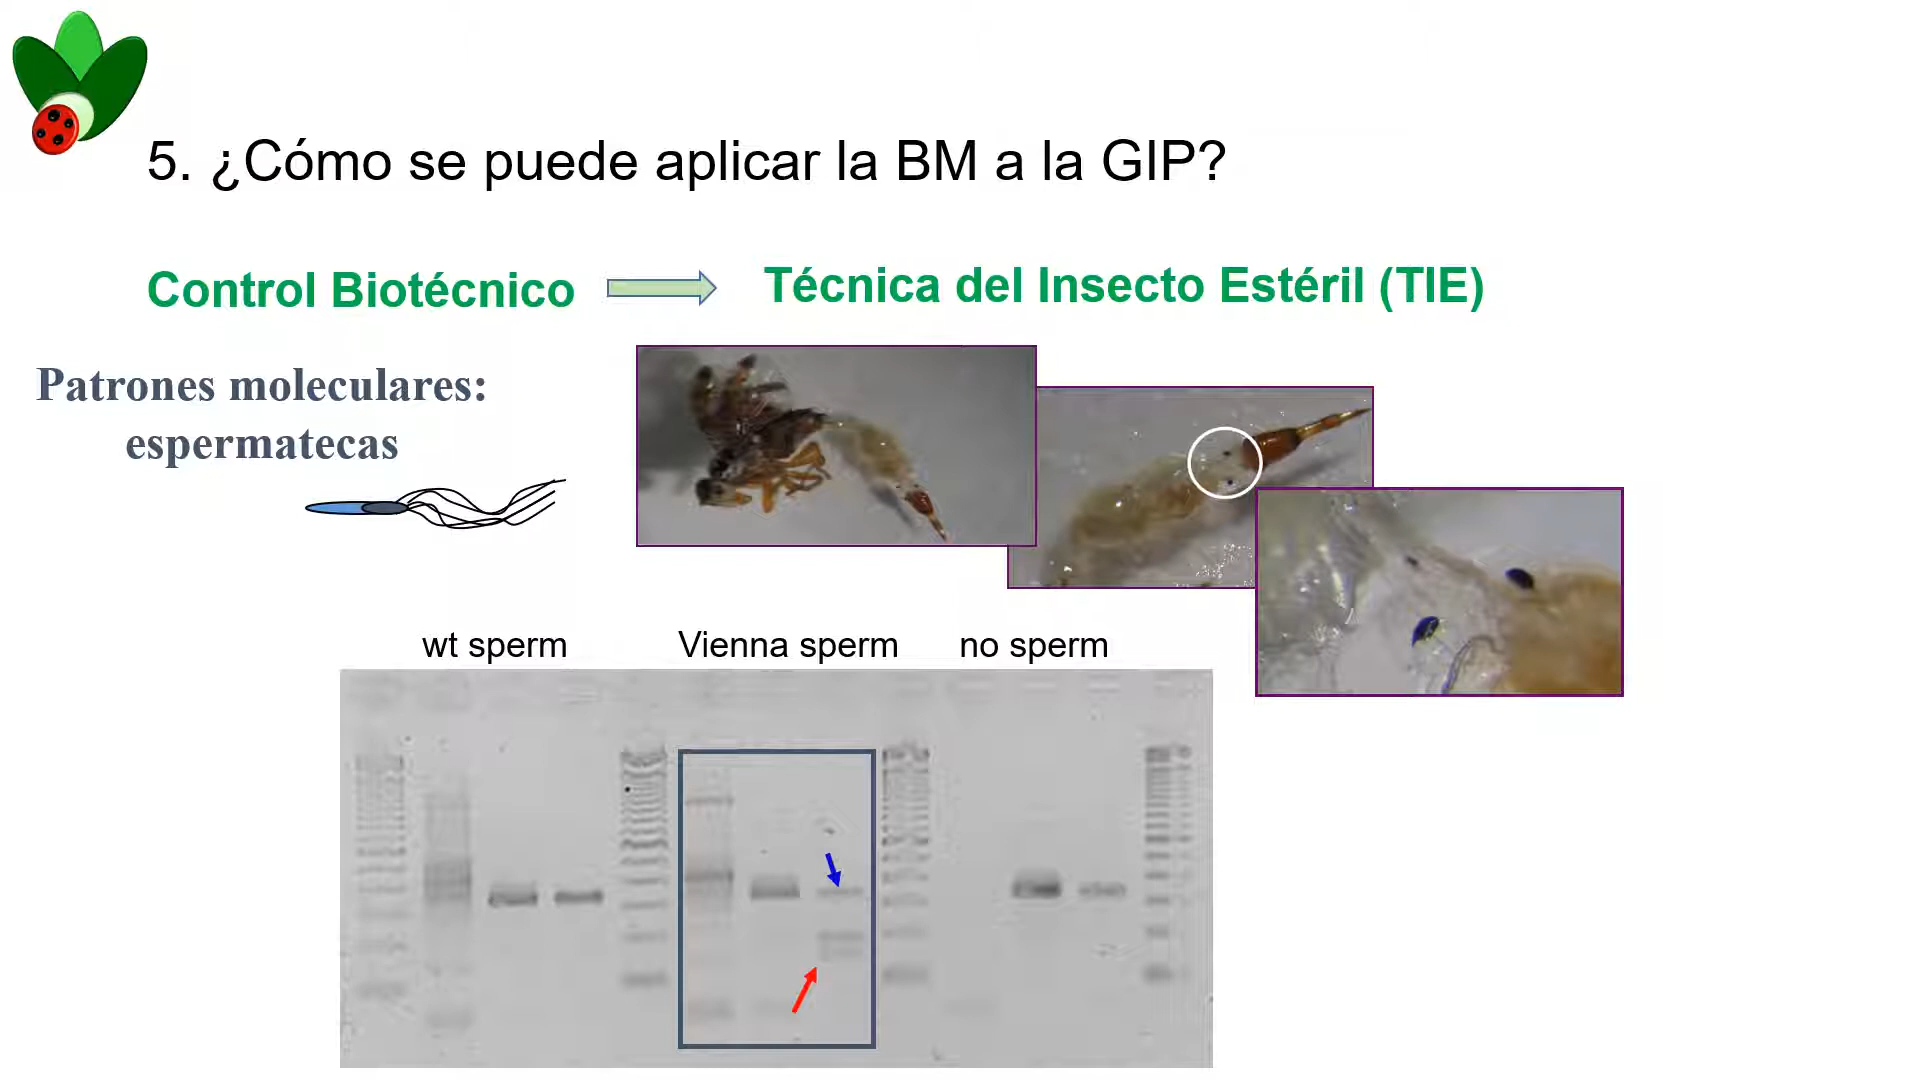 5. ¿Cómo se puede aplicar la BM a la GIP?
Control Biotécnico
Técnica del Insecto Estéril (TIE)
Patrones moleculares:
espermatecas
wt sperm
Vienna sperm
no sperm